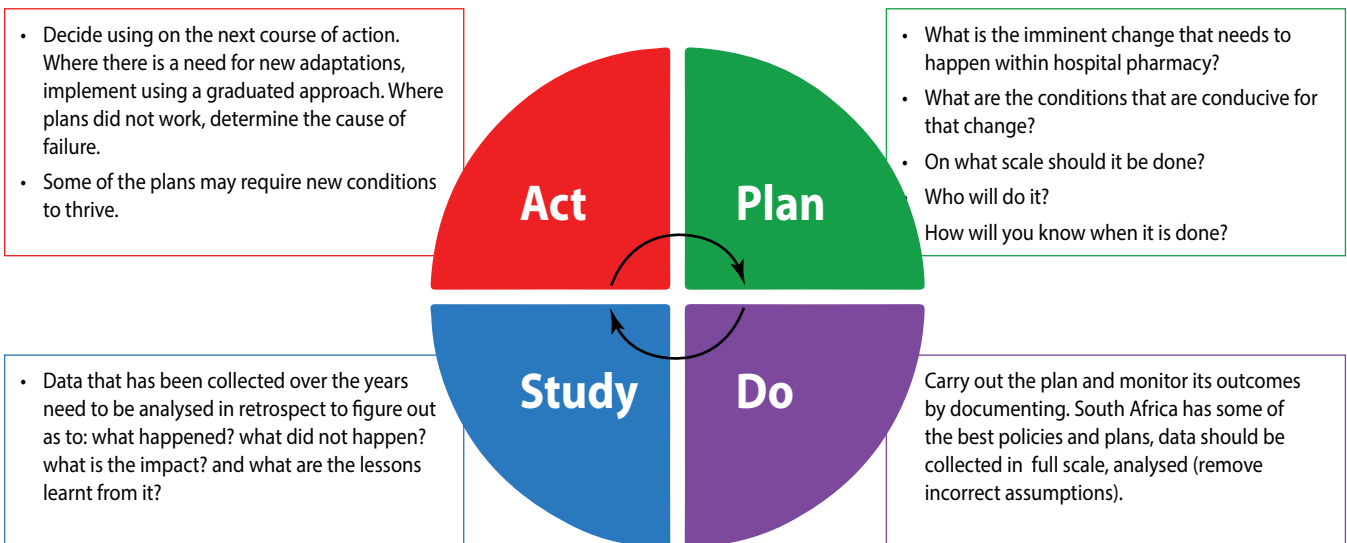 • Decide using on the next course of action.
Where there is a need for new adaptations,
implement using a graduated approach. Where
plans did not work, determine the cause of
failure.
• Some of the plans may require new conditions
to thrive.
Act
Plan
• What is the imminent change that needs to
happen within hospital pharmacy?
• What are the conditions that are conducive for
that change?
• On what scale should it be done?
• Who will do it?
How will you know when it is done?
• Data that has been collected over the years
need to be analysed in retrospect to figure out
as to: what happened? what did not happen?
what is the impact? and what are the lessons
learnt from it?
Study
Do
Carry out the plan and monitor its outcomes
by documenting. South Africa has some of
the best policies and plans, data should be
collected in full scale, analysed (remove
incorrect assumptions).